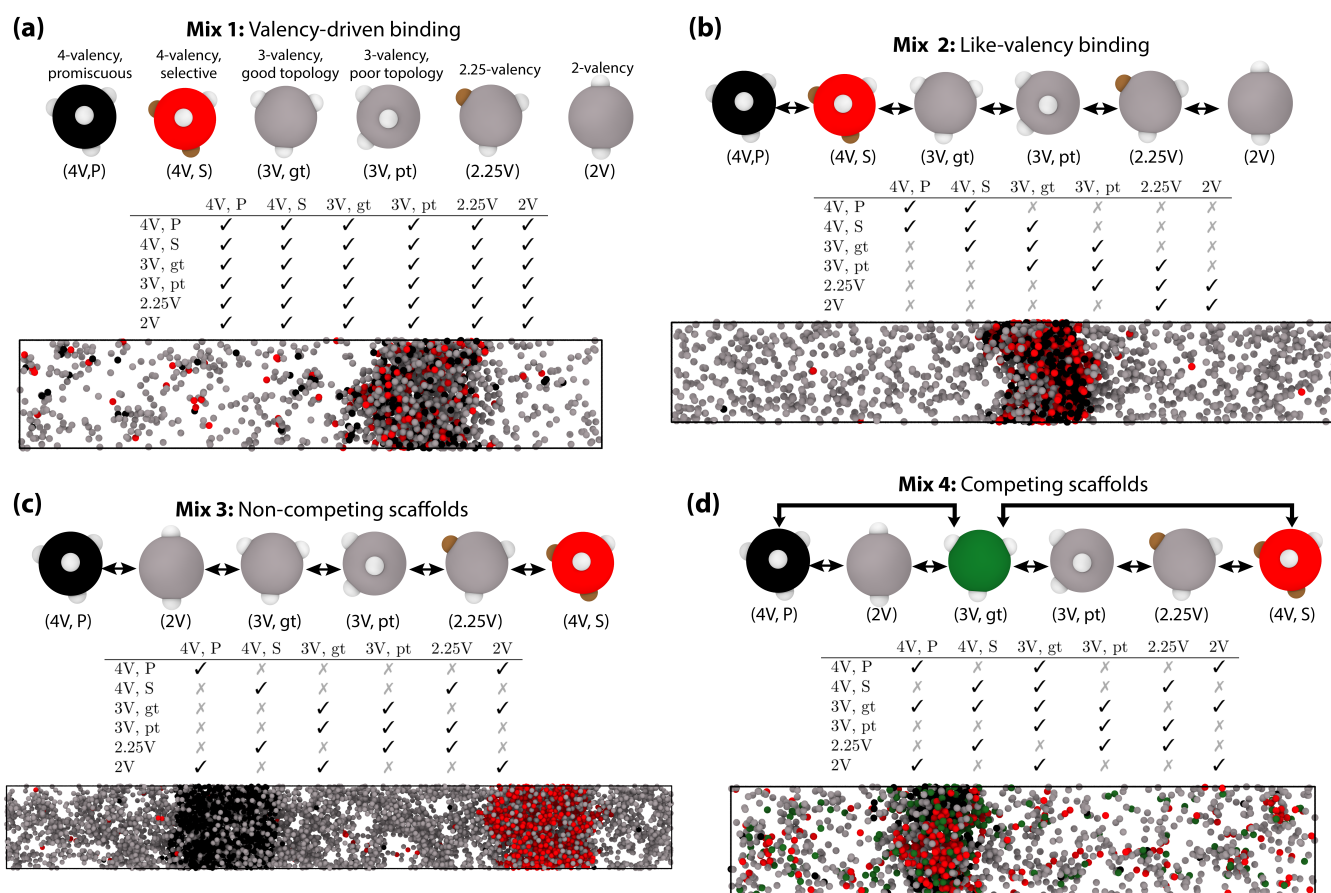 (a)
Mix 1: Valency-driven binding
4-valency, promiscuous
4-valency, selective
3-valency, good topology
3-valency, poor topology
2.25-valency
2-valency
(4V,P) (4V, S) (3V, gt) (3V, pt) (2.25V) (2V)
4V, P 4V, S 3V, gt 3V, pt 2.25V 2V
4V, P ✓ ✓ ✓ ✓ ✓ ✓
4V, S ✓ ✓ ✓ ✓ ✓ ✓
3V, gt ✓ ✓ ✓ ✓ ✓ ✓
3V, pt ✓ ✓ ✓ ✓ ✓ ✓
2.25V ✓ ✓ ✓ ✓ ✓ ✓
2V ✓ ✓ ✓ ✓ ✓ ✓
(b)
Mix 2: Like-valency binding
(4V,P) (4V, S) (3V, gt) (3V, pt) (2.25V) (2V)
4V, P 4V, S 3V, gt 3V, pt 2.25V 2V
4V, P ✓ ✓ ✗ ✗ ✗ ✗
4V, S ✓ ✓ ✓ ✗ ✗ ✗
3V, gt ✗ ✓ ✓ ✓ ✗ ✗
3V, pt ✗ ✗ ✓ ✓ ✓ ✗
2.25V ✗ ✗ ✗ ✓ ✓ ✓
2V ✗ ✗ ✗ ✗ ✓ ✓
(c)
Mix 3: Non-competing scaffolds
(4V, P) (2V) (3V, gt) (3V, pt) (2.25V) (4V, S)
4V, P 4V, S 3V, gt 3V, pt 2.25V 2V
4V, P ✓ ✗ ✗ ✗ ✗ ✓
4V, S ✗ ✓ ✗ ✗ ✓ ✗
3V, gt ✗ ✗ ✓ ✓ ✗ ✓
3V, pt ✗ ✗ ✓ ✓ ✓ ✗
2.25V ✗ ✓ ✗ ✓ ✓ ✗
2V ✓ ✗ ✓ ✗ ✗ ✓
(d)
Mix 4: Competing scaffolds
(4V, P) (2V) (3V, gt) (3V, pt) (2.25V) (4V, S)
4V, P 4V, S 3V, gt 3V, pt 2.25V 2V
4V, P ✓ ✗ ✓ ✗ ✗ ✓
4V, S ✗ ✓ ✓ ✗ ✓ ✗
3V, gt ✓ ✓ ✓ ✓ ✗ ✓
3V, pt ✗ ✗ ✓ ✓ ✓ ✗
2.25V ✗ ✓ ✗ ✓ ✓ ✗
2V ✓ ✗ ✓ ✗ ✗ ✓